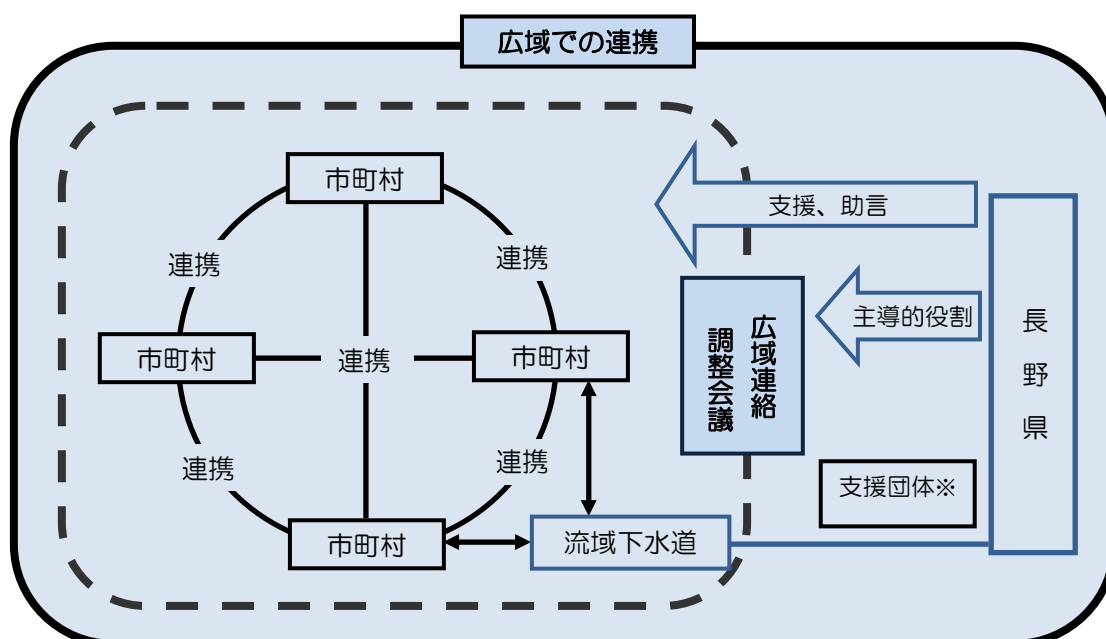 広域での連携
市町村
連携
連携
市町村
連携
市町村
連携
連携
市町村
流域下水道
支援、助言
主導的役割
広域連絡
調整会議
支援団体※
長野県